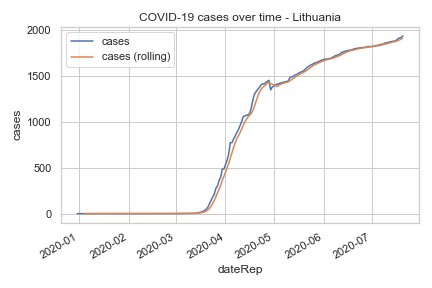 COVID-19 cases over time - Lithuania
cases
cases (rolling)
2000
1500
1000
500
0
cases
2020-01
2020-02
2020-03
2020-04
2020-05
2020-06
2020-07
dateRep